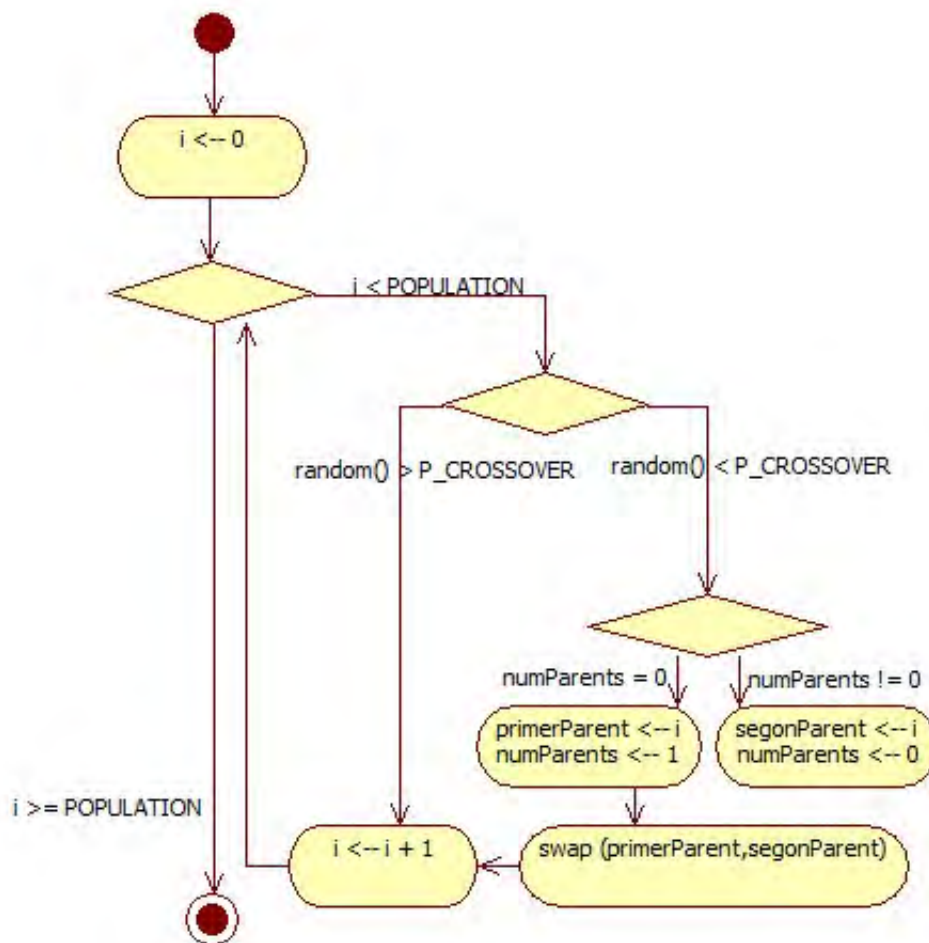 i <-- 0
i < POPULATION
random() > P_CROSSOVER
random() < P_CROSSOVER
numParents = 0
numParents != 0
primerParent <-- i
numParents <-- 1
segonParent <-- i
numParents <-- 0
i >= POPULATION
i <-- i + 1
swap (primerParent,segonParent)